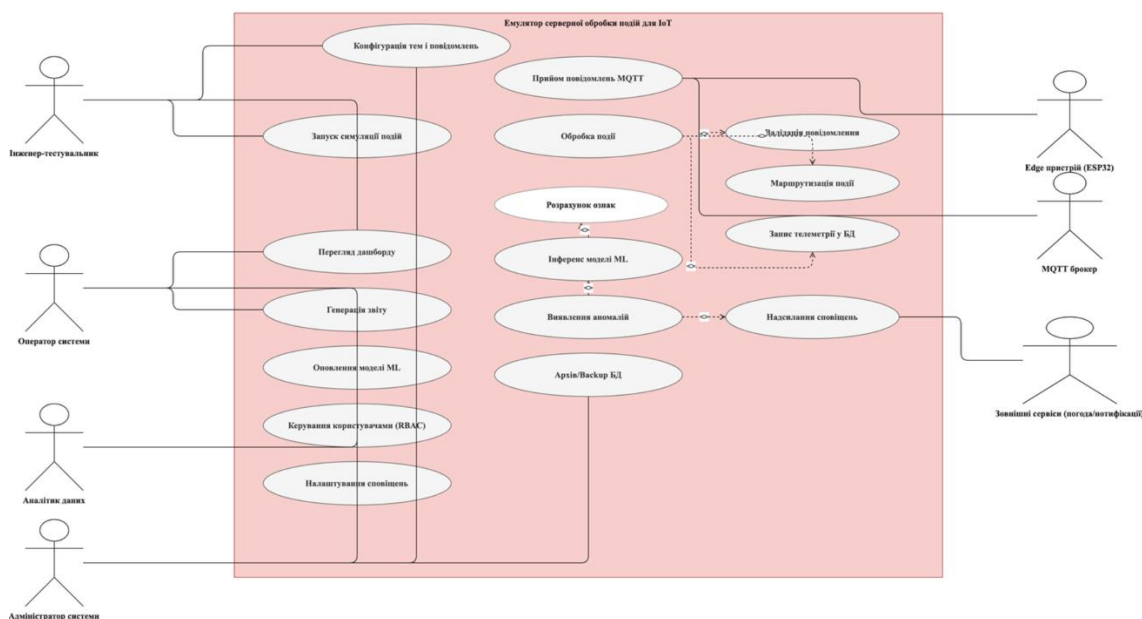 Емулятор серверної обробки подій для IoT
Конфігурація тем і повідомлень
Прийом повідомлень MQTT
Запуск симуляції подій
Обробка події
Залідація повідомлення
Інженер-тестувальник
Edge пристрій (ESP32)
Маршрутизація події
Розрахунок ознак
Запис телеметрії у БД
Перегляд дашборду
Інференс моделі ML
MQTT брокер
Генерація звіту
Виявлення аномалій
Надсилання сповіщень
Оператор системи
Оповлення моделі ML
Архів/Backup БД
Зовнішні сервіси (погода/нотифікації)
Керування користувачами (RBAC)
Налаштування сповіщень
Аналітик даних
Адміністратор системи